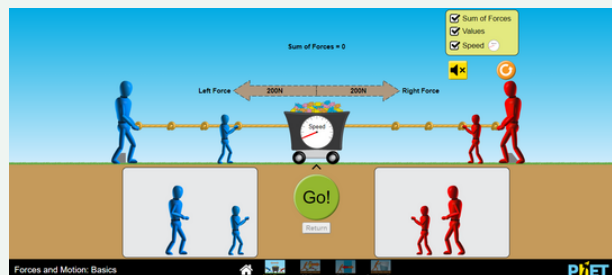 Sum of Forces
Values
Speed
Sum of Forces = 0
Left Force
200N
200N
Right Force
Speed
Go!
Return
Forces and Motion: Basics
PhET